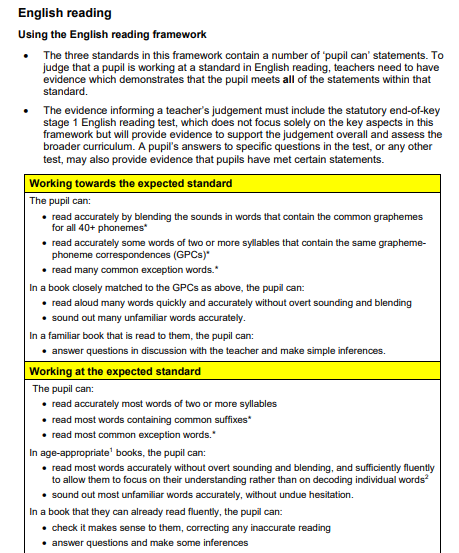 English reading
Using the English reading framework
• The three standards in this framework contain a number of ‘pupil can’ statements. To
judge that a pupil is working at a standard in English reading, teachers need to have
evidence which demonstrates that the pupil meets all of the statements within that
standard.
• The evidence informing a teacher’s judgement must include the statutory end-of-key
stage 1 English reading test, which does not focus solely on the key aspects in this
framework but will provide evidence to support the judgement overall and assess the
broader curriculum. A pupil’s answers to specific questions in the test, or any other
test, may also provide evidence that pupils have met certain statements.
Working towards the expected standard
The pupil can:
• read accurately by blending the sounds in words that contain the common graphemes
for all 40+ phonemes*
• read accurately some words of two or more syllables that contain the same grapheme-
phoneme correspondences (GPCs)*
• read many common exception words.*
In a book closely matched to the GPCs as above, the pupil can:
• read aloud many words quickly and accurately without overt sounding and blending
• sound out many unfamiliar words accurately.
In a familiar book that is read to them, the pupil can:
• answer questions in discussion with the teacher and make simple inferences.
Working at the expected standard
The pupil can:
• read accurately most words of two or more syllables
• read most words containing common suffixes*
• read most common exception words.*
In age-appropriate¹ books, the pupil can:
• read most words accurately without overt sounding and blending, and sufficiently fluently
to allow them to focus on their understanding rather than on decoding individual words²
• sound out most unfamiliar words accurately, without undue hesitation.
In a book that they can already read fluently, the pupil can:
• check it makes sense to them, correcting any inaccurate reading
• answer questions and make some inferences